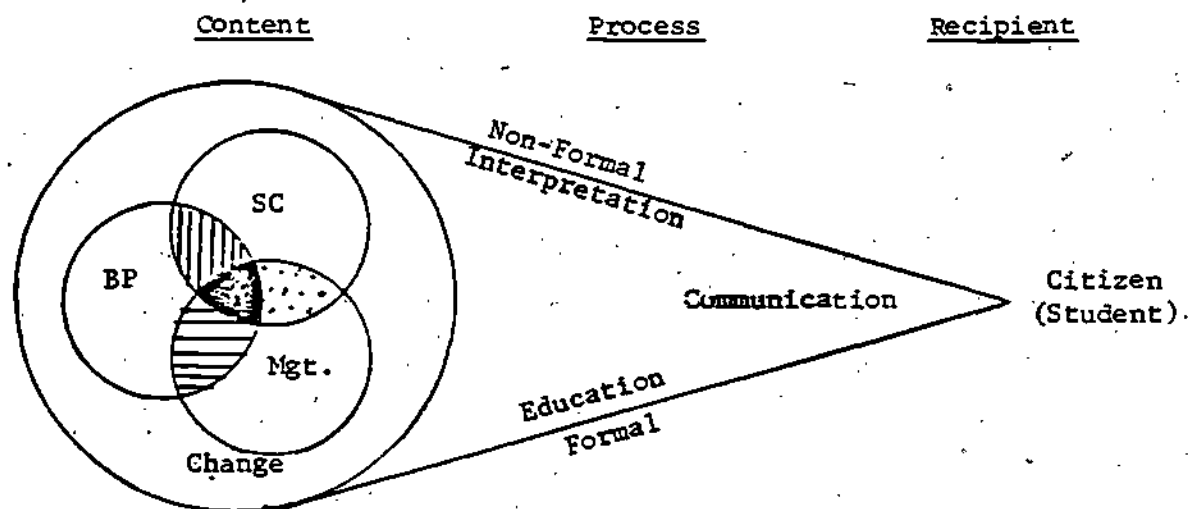 Content Process Recipient
Non-Formal
Interpretation
SC
BP
Communication
Citizen
(Student)
Mgt.
Education
Formal
Change